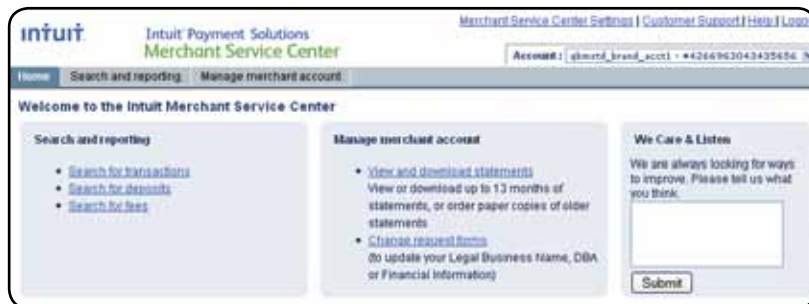 intuit
Intuit Payment Solutions
Merchant Service Center
Merchant Service Center Settings | Customer Support | Help | Logo
Account: qbmrtd_brand_acct1 - #4266963043435656
Home Search and reporting Manage merchant account
Welcome to the Intuit Merchant Service Center
Search and reporting
• Search for transactions
• Search for deposits
• Search for fees
Manage merchant account
• View and download statements
View or download up to 13 months of
statements, or order paper copies of older
statements
• Change request forms
(to update your Legal Business Name, DBA
or Financial Information)
We Care & Listen
We are always looking for ways
to improve. Please tell us what
you think.
Submit